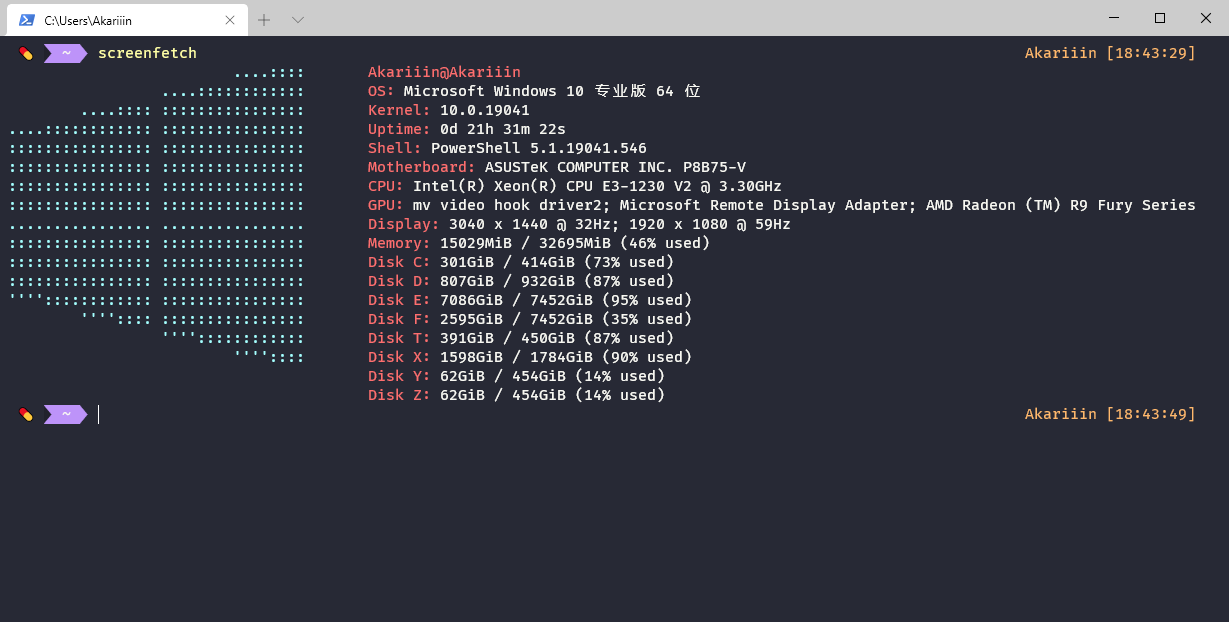 C:\Users\Akariiin
~ screenfetch Akariiin [18:43:29]
....:::: Akariiin@Akariiin
....:::::::::::: OS: Microsoft Windows 10 专业版 64 位
....:::: :::::::::::::::: Kernel: 10.0.19041
....:::::::::::: :::::::::::::::: Uptime: 0d 21h 31m 22s
:::::::::::::::: :::::::::::::::: Shell: PowerShell 5.1.19041.546
:::::::::::::::: :::::::::::::::: Motherboard: ASUSTeK COMPUTER INC. P8B75-V
:::::::::::::::: :::::::::::::::: CPU: Intel(R) Xeon(R) CPU E3-1230 V2 @ 3.30GHz
:::::::::::::::: :::::::::::::::: GPU: mv video hook driver2; Microsoft Remote Display Adapter; AMD Radeon (TM) R9 Fury Series
................ ................ Display: 3040 x 1440 @ 32Hz; 1920 x 1080 @ 59Hz
:::::::::::::::: :::::::::::::::: Memory: 15029MiB / 32695MiB (46% used)
:::::::::::::::: :::::::::::::::: Disk C: 301GiB / 414GiB (73% used)
:::::::::::::::: :::::::::::::::: Disk D: 807GiB / 932GiB (87% used)
'''':::::::::::: :::::::::::::::: Disk E: 7086GiB / 7452GiB (95% used)
'''':::: :::::::::::::::: Disk F: 2595GiB / 7452GiB (35% used)
'''':::::::::::: Disk T: 391GiB / 450GiB (87% used)
'''':::: Disk X: 1598GiB / 1784GiB (90% used)
Disk Y: 62GiB / 454GiB (14% used)
Disk Z: 62GiB / 454GiB (14% used)
~ Akariiin [18:43:49]